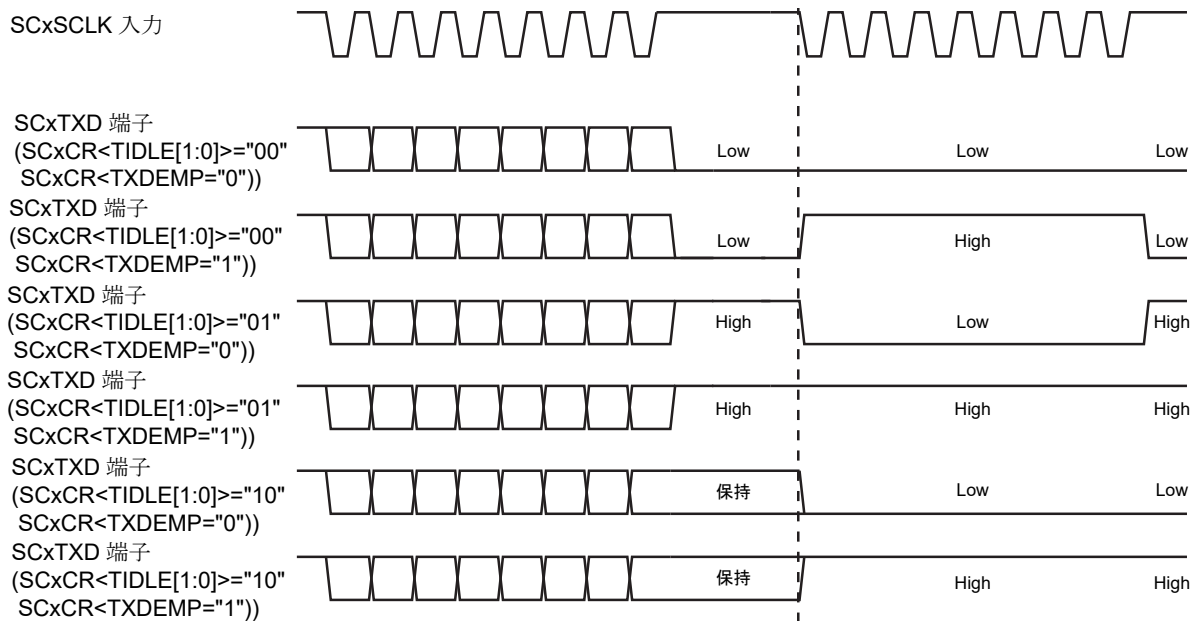 SCxSCLK 入力
SCxTXD 端子
(SCxCR<TIDLE[1:0]>="00"
SCxCR<TXDEMP="0"))
Low
Low
Low
SCxTXD 端子
(SCxCR<TIDLE[1:0]>="00"
SCxCR<TXDEMP="1"))
Low
High
Low
SCxTXD 端子
(SCxCR<TIDLE[1:0]>="01"
SCxCR<TXDEMP="0"))
High
Low
High
SCxTXD 端子
(SCxCR<TIDLE[1:0]>="01"
SCxCR<TXDEMP="1"))
High
High
High
SCxTXD 端子
(SCxCR<TIDLE[1:0]>="10"
SCxCR<TXDEMP="0"))
保持
Low
Low
SCxTXD 端子
(SCxCR<TIDLE[1:0]>="10"
SCxCR<TXDEMP="1"))
保持
High
High